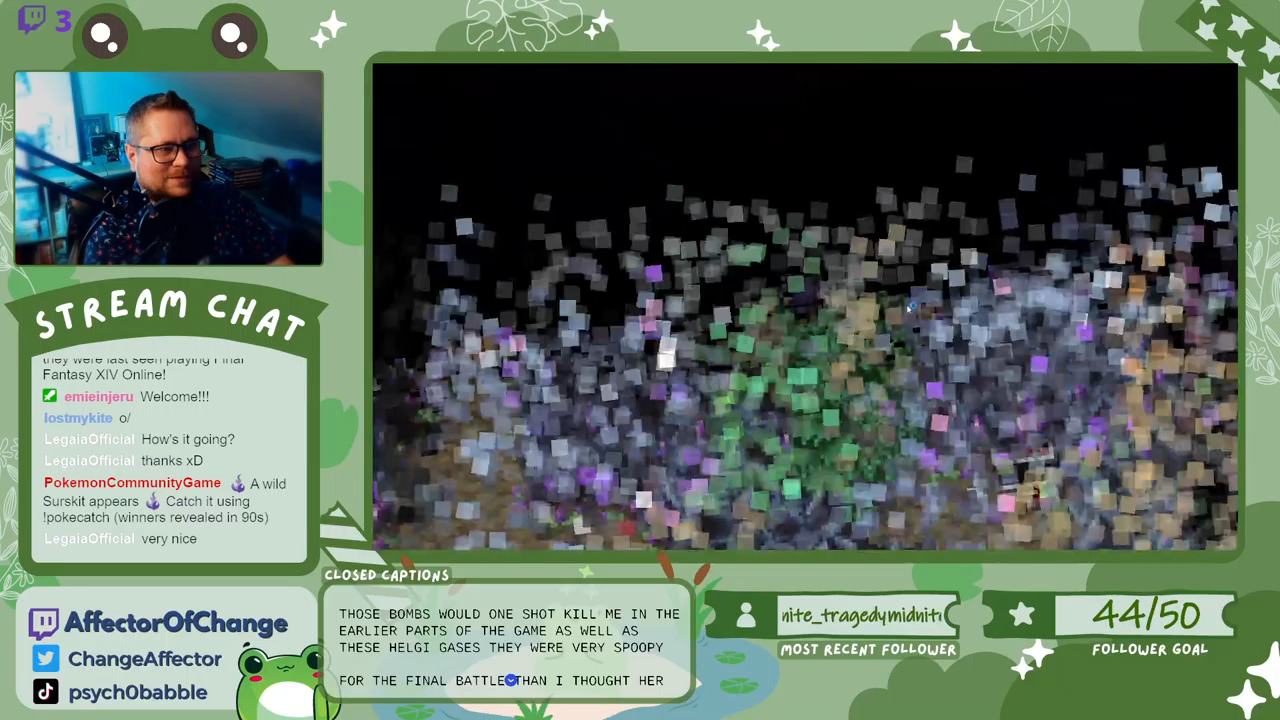 3
STREAM CHAT
they were last seen playing Final
Fantasy XIV Online!
emieinjeru Welcome!!!
lostmykite o/
LegaiaOfficial How's it going?
LegaiaOfficial thanks xD
PokemonCommunityGame A wild
Surskit appears Catch it using
!pokecatch (winners revealed in 90s)
LegaiaOfficial very nice
AffectorOfChange
ChangeAffector
psych0babble
CLOSED CAPTIONS
THOSE BOMBS WOULD ONE SHOT KILL ME IN THE
EARLIER PARTS OF THE GAME AS WELL AS
THESE HELGI GASES THEY WERE VERY SPOOPY
FOR THE FINAL BATTLE THAN I THOUGHT HER
nite_tragedymidnit
MOST RECENT FOLLOWER
44/50
FOLLOWER GOAL